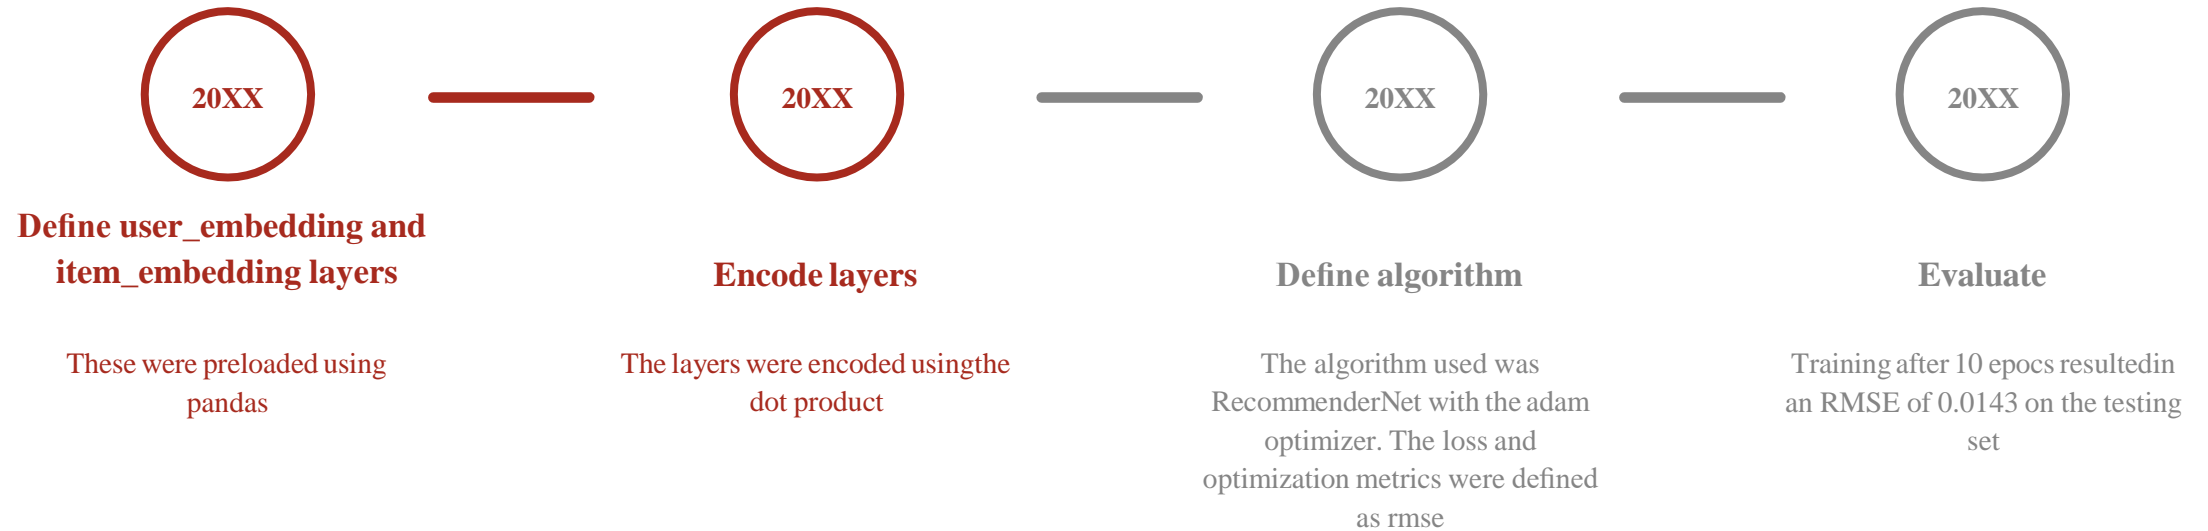 20XX
Define user_embedding and
item_embedding layers
These were preloaded using
pandas
20XX
Encode layers
The layers were encoded usingthe
dot product
20XX
Define algorithm
The algorithm used was
RecommenderNet with the adam
optimizer. The loss and
optimization metrics were defined
as rmse
20XX
Evaluate
Training after 10 epocs resultedin
an RMSE of 0.0143 on the testing
set